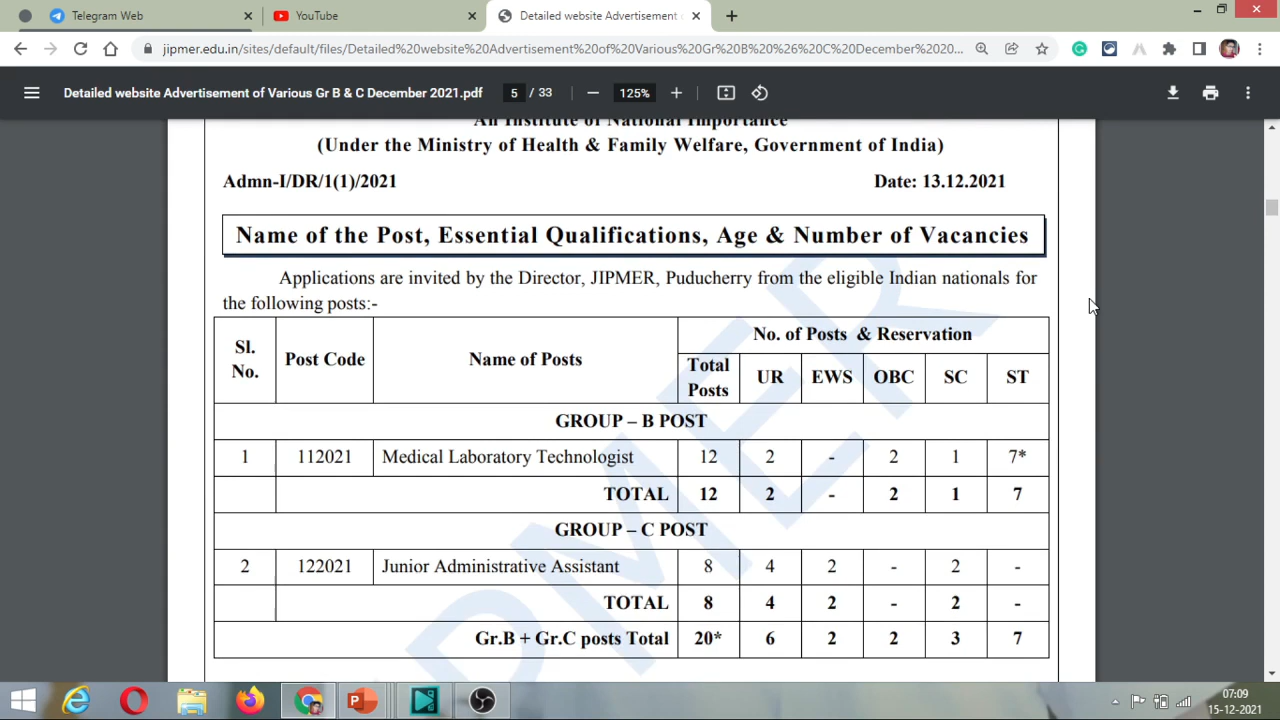 Telegram Web
YouTube
Detailed website Advertisement
jipmer.edu.in/sites/default/files/Detailed%20website%20Advertisement%20of%20Various%20Gr%20B%20%26%20C%20December%2020...
Detailed website Advertisement of Various Gr B & C December 2021.pdf 5 / 33 125%
An Institute of National Importance
(Under the Ministry of Health & Family Welfare, Government of India)
Admn-I/DR/1(1)/2021 Date: 13.12.2021
Name of the Post, Essential Qualifications, Age & Number of Vacancies
Applications are invited by the Director, JIPMER, Puducherry from the eligible Indian nationals for
the following posts:-
Sl. No. Post Code Name of Posts No. of Posts & Reservation
Total Posts UR EWS OBC SC ST
GROUP – B POST
1 112021 Medical Laboratory Technologist 12 2 - 2 1 7*
TOTAL 12 2 - 2 1 7
GROUP – C POST
2 122021 Junior Administrative Assistant 8 4 2 - 2 -
TOTAL 8 4 2 - 2 -
Gr.B + Gr.C posts Total 20* 6 2 2 3 7
07:09
15-12-2021